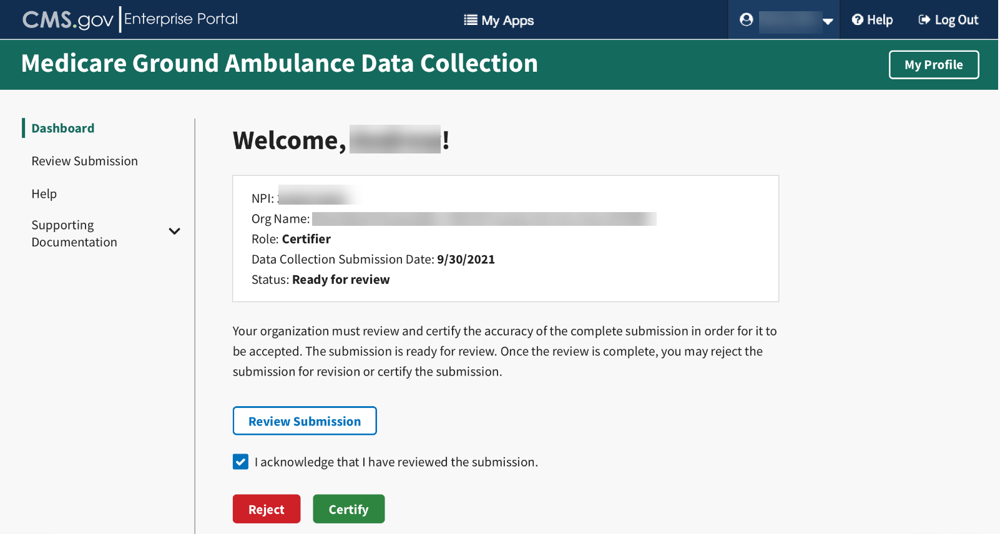 CMS.gov Enterprise Portal
My Apps
Help
Log Out
Medicare Ground Ambulance Data Collection
My Profile
Dashboard
Review Submission
Help
Supporting
Documentation
Welcome, !
NPI:
Org Name:
Role: Certifier
Data Collection Submission Date: 9/30/2021
Status: Ready for review
Your organization must review and certify the accuracy of the complete submission in order for it to
be accepted. The submission is ready for review. Once the review is complete, you may reject the
submission for revision or certify the submission.
Review Submission
I acknowledge that I have reviewed the submission.
Reject
Certify